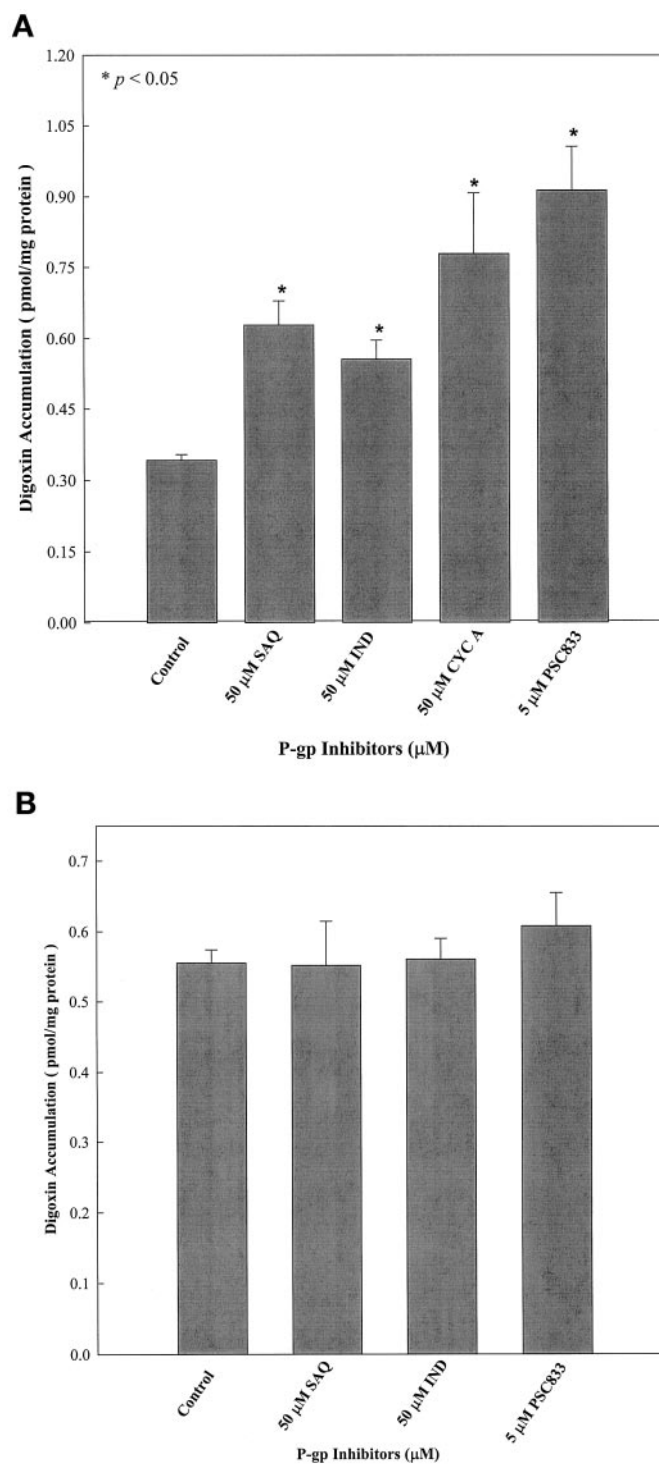 A
Digoxin Accumulation ( pmol/mg protein )
1.20
1.05
0.90
0.75
0.60
0.45
0.30
0.15
0.00
* p < 0.05
*
*
*
*
Control
50 μM SAQ
50 μM IND
50 μM CYC A
5 μM PSC833
P-gp Inhibitors (μM)
B
Digoxin Accumulation ( pmol/mg protein )
0.7
0.6
0.5
0.4
0.3
0.2
0.1
0.0
Control
50 μM SAQ
50 μM IND
5 μM PSC833
P-gp Inhibitors (μM)